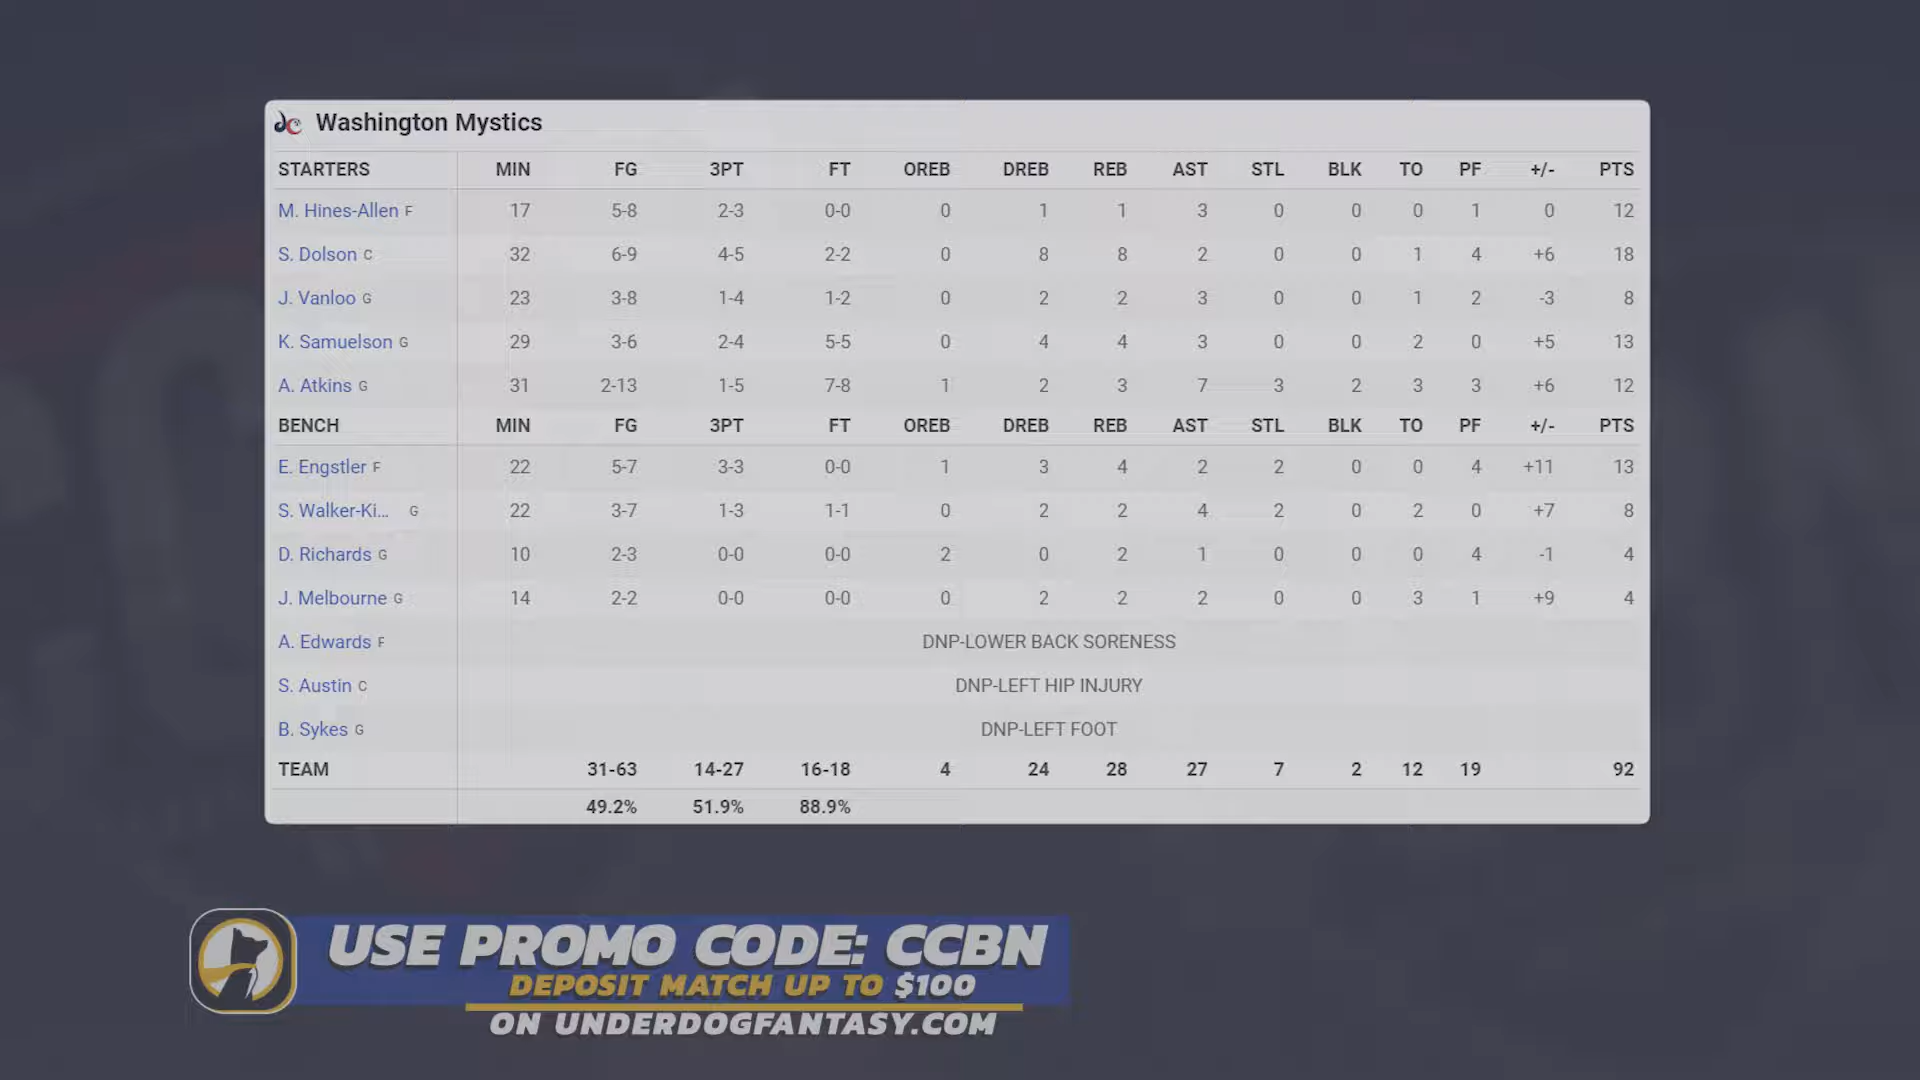 Washington Mystics
STARTERS MIN FG 3PT FT OREB DREB REB AST STL BLK TO PF +/- PTS
M. Hines-Allen F 17 5-8 2-3 0-0 0 1 1 3 0 0 0 1 0 12
S. Dolson C 32 6-9 4-5 2-2 0 8 8 2 0 0 1 4 +6 18
J. Vanloo G 23 3-8 1-4 1-2 0 2 2 3 0 0 1 2 -3 8
K. Samuelson G 29 3-6 2-4 5-5 0 4 4 3 0 0 2 0 +5 13
A. Atkins G 31 2-13 1-5 7-8 1 2 3 7 3 2 3 3 +6 12
BENCH MIN FG 3PT FT OREB DREB REB AST STL BLK TO PF +/- PTS
E. Engstler F 22 5-7 3-3 0-0 1 3 4 2 2 0 0 4 +11 13
S. Walker-Ki... G 22 3-7 1-3 1-1 0 2 2 4 2 0 2 0 +7 8
D. Richards G 10 2-3 0-0 0-0 2 0 2 1 0 0 0 4 -1 4
J. Melbourne G 14 2-2 0-0 0-0 0 2 2 2 0 0 3 1 +9 4
A. Edwards F DNP-LOWER BACK SORENESS
S. Austin C DNP-LEFT HIP INJURY
B. Sykes G DNP-LEFT FOOT
TEAM 31-63 14-27 16-18 4 24 28 27 7 2 12 19 92
49.2% 51.9% 88.9%
USE PROMO CODE: CCBN
DEPOSIT MATCH UP TO $100
ON UNDERDOGFANTASY.COM